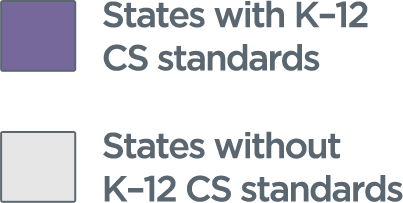 States with K–12
CS standards
States without
K–12 CS standards